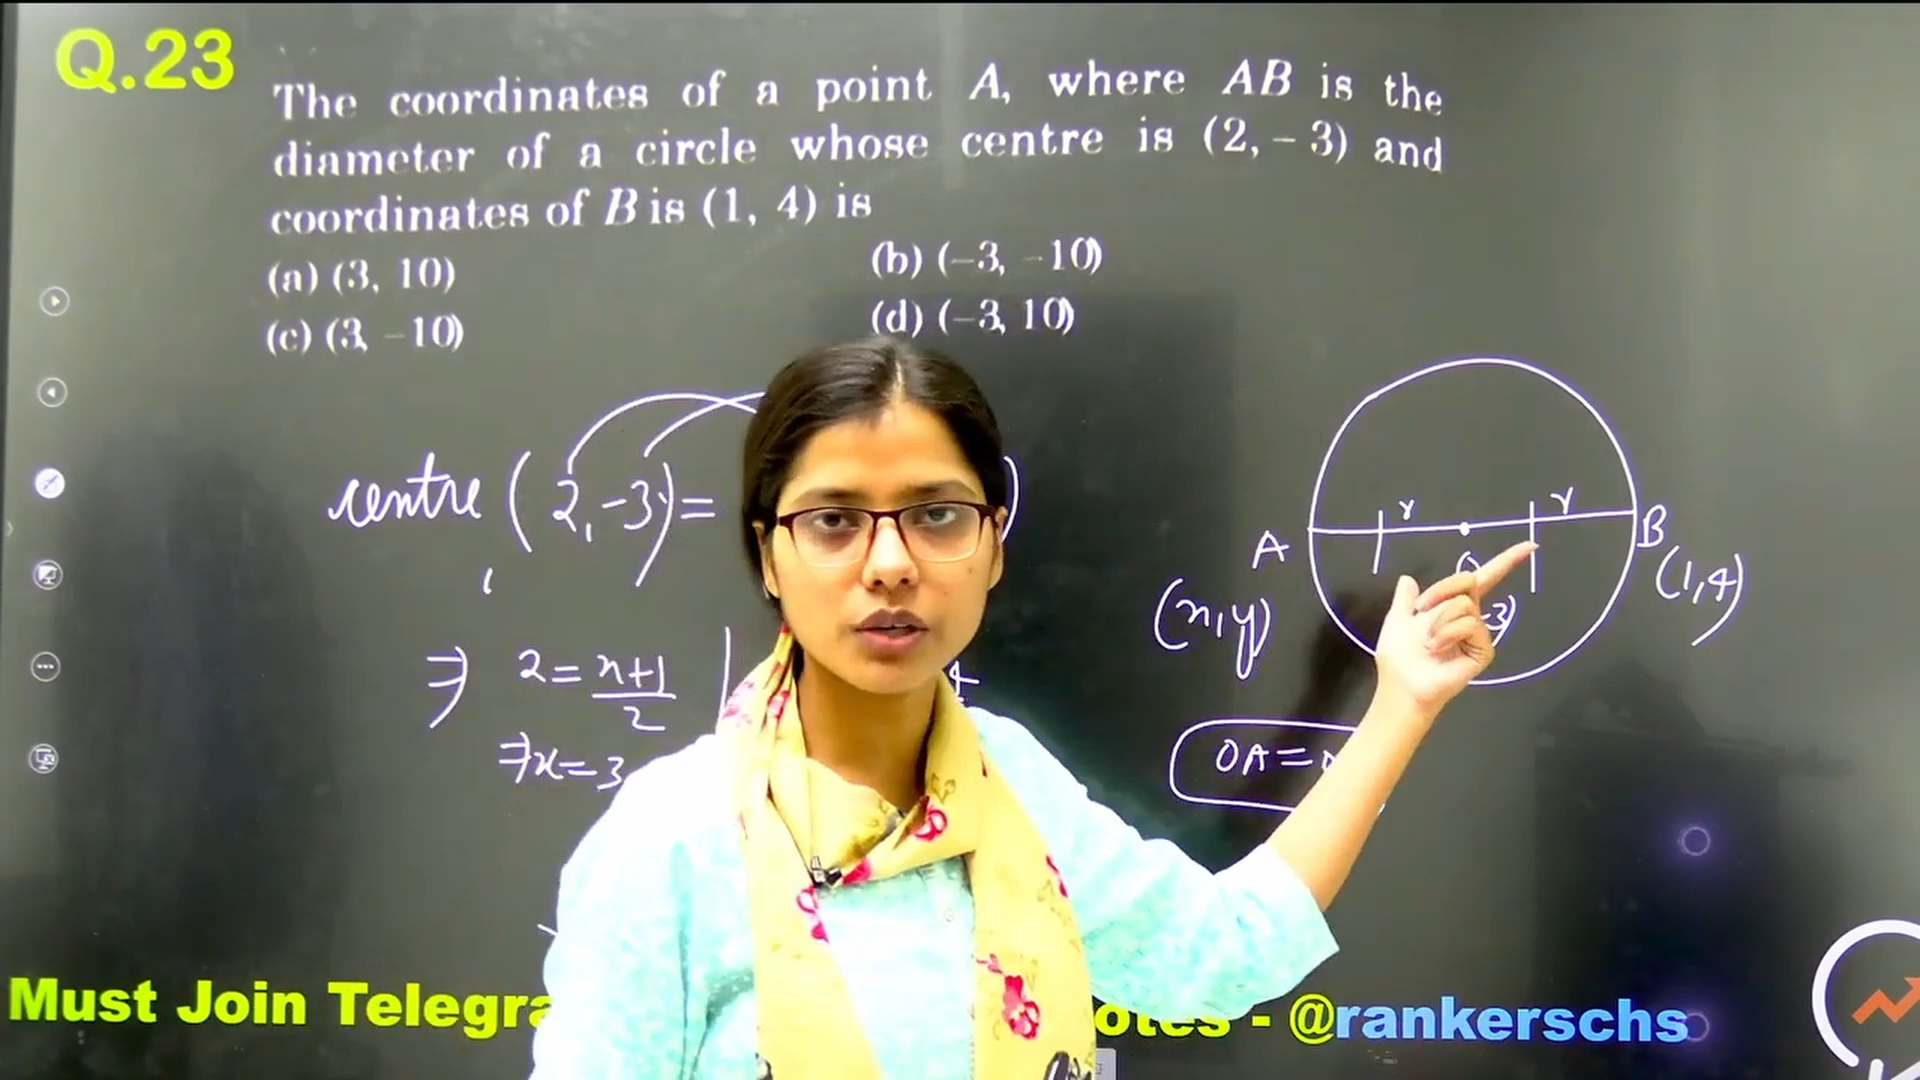 Q.23
The coordinates of a point A, where AB is the
diameter of a circle whose centre is (2, – 3) and
coordinates of B is (1, 4) is
(a) (3, 10)
(b) (–3, –10)
(c) (3, –10)
(d) (–3, 10)
centre (2,-3) =
r
r
A
B
(x,y)
(1,4)
⇒ 2 = x+1
2
⇒ x = 3
OA =
Must Join
- @rankerschs